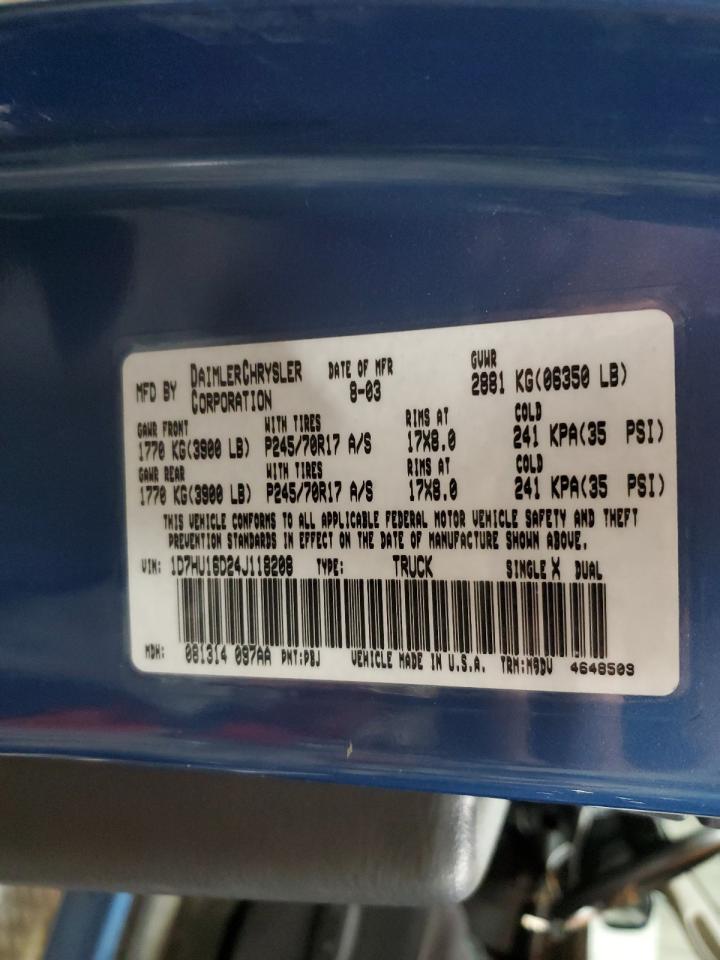 MFD BY DAIMLERCHRYSLER CORPORATION DATE OF MFR 8-03 GVWR 2881 KG(06350 LB)
GAWR FRONT WITH TIRES RIMS AT COLD
1770 KG(3900 LB) P245/70R17 A/S 17X8.0 241 KPA(35 PSI)
GAWR REAR WITH TIRES RIMS AT COLD
1770 KG(3900 LB) P245/70R17 A/S 17X8.0 241 KPA(35 PSI)
THIS VEHICLE CONFORMS TO ALL APPLICABLE FEDERAL MOTOR VEHICLE SAFETY AND THEFT
PREVENTION STANDARDS IN EFFECT ON THE DATE OF MANUFACTURE SHOWN ABOVE.
VIN: 1D7HU16D24J118208 TYPE: TRUCK SINGLE X DUAL
MDH: 081314 097AA PNT:PBJ VEHICLE MADE IN U.S.A. TRM:M9DV 4648503